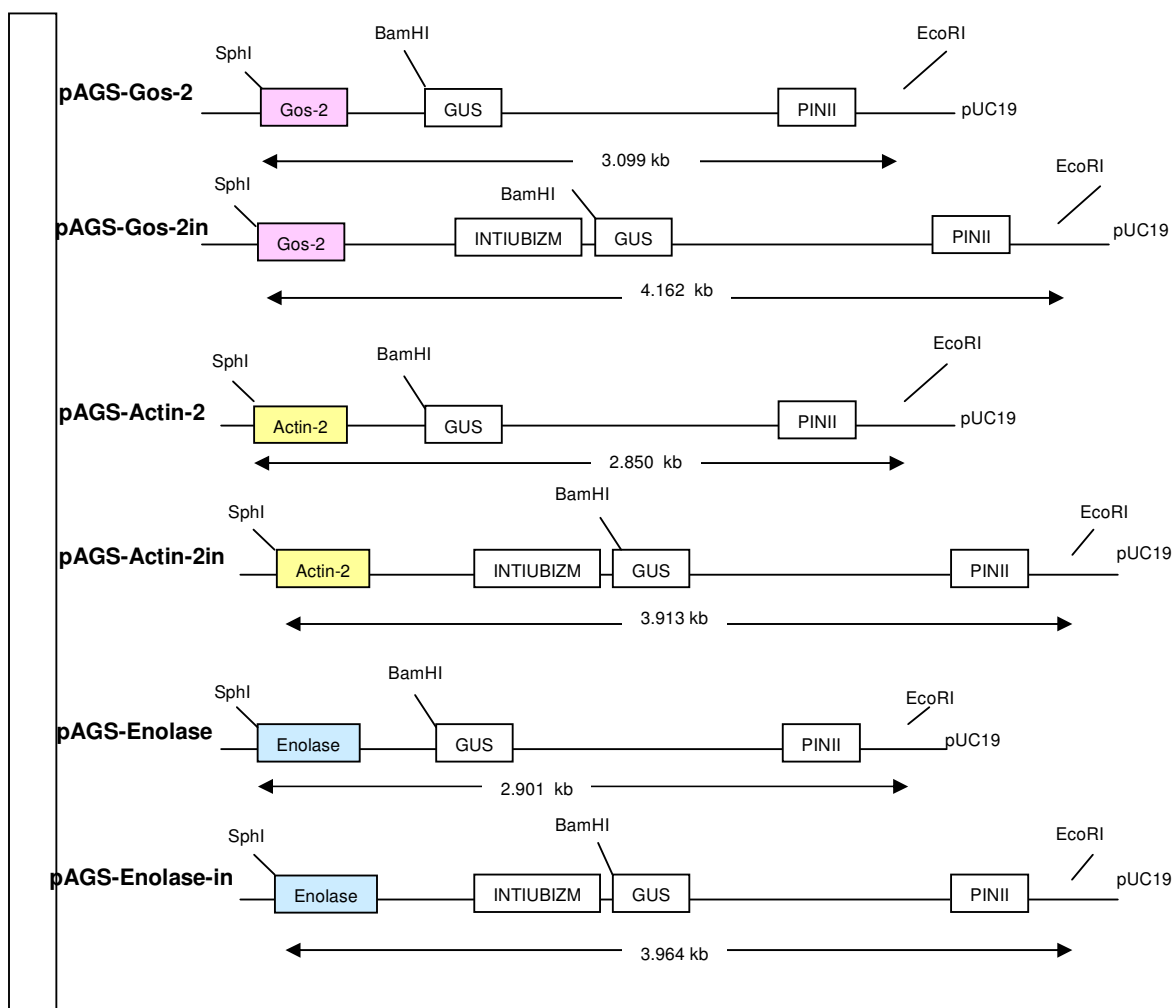 BamHI
EcoRI
SphI
pAGS-Gos-2
Gos-2
GUS
PINII
pUC19
3.099 kb
EcoRI
SphI
BamHI
pAGS-Gos-2in
Gos-2
INTIUBIZM
GUS
PINII
pUC19
4.162 kb
EcoRI
SphI
BamHI
pAGS-Actin-2
Actin-2
GUS
PINII
pUC19
2.850 kb
BamHI
SphI
EcoRI
pAGS-Actin-2in
Actin-2
INTIUBIZM
GUS
PINII
pUC19
3.913 kb
BamHI
SphI
EcoRI
pAGS-Enolase
Enolase
GUS
PINII
pUC19
2.901 kb
BamHI
SphI
EcoRI
pAGS-Enolase-in
Enolase
INTIUBIZM
GUS
PINII
pUC19
3.964 kb